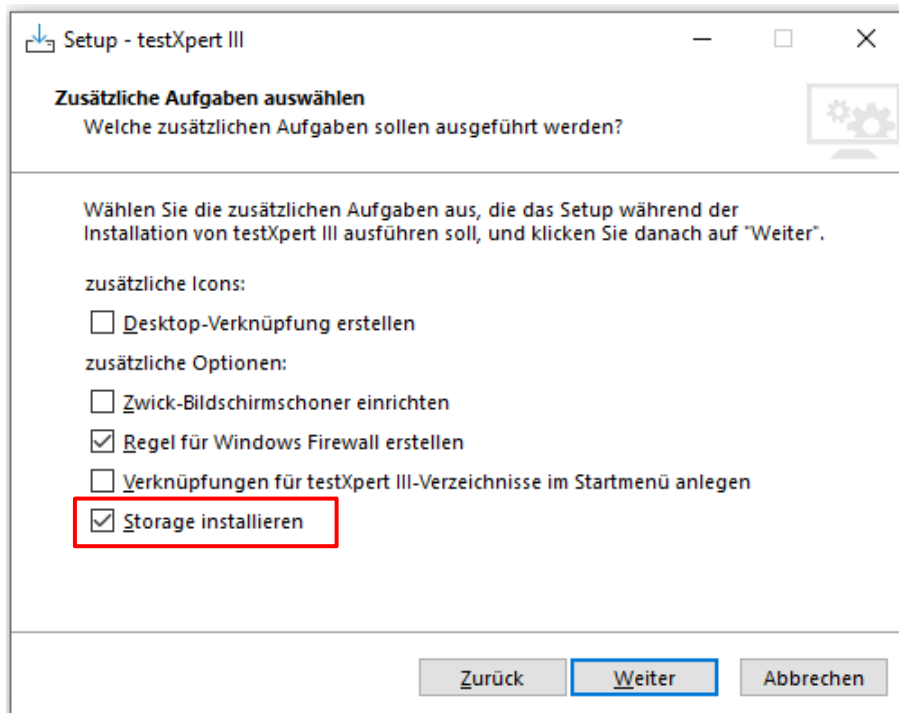 Setup - testXpert III
Zusätzliche Aufgaben auswählen
Welche zusätzlichen Aufgaben sollen ausgeführt werden?
Wählen Sie die zusätzlichen Aufgaben aus, die das Setup während der
Installation von testXpert III ausführen soll, und klicken Sie danach auf "Weiter".
zusätzliche Icons:
Desktop-Verknüpfung erstellen
zusätzliche Optionen:
Zwick-Bildschirmschoner einrichten
Regel für Windows Firewall erstellen
Verknüpfungen für testXpert III-Verzeichnisse im Startmenü anlegen
Storage installieren
Zurück
Weiter
Abbrechen